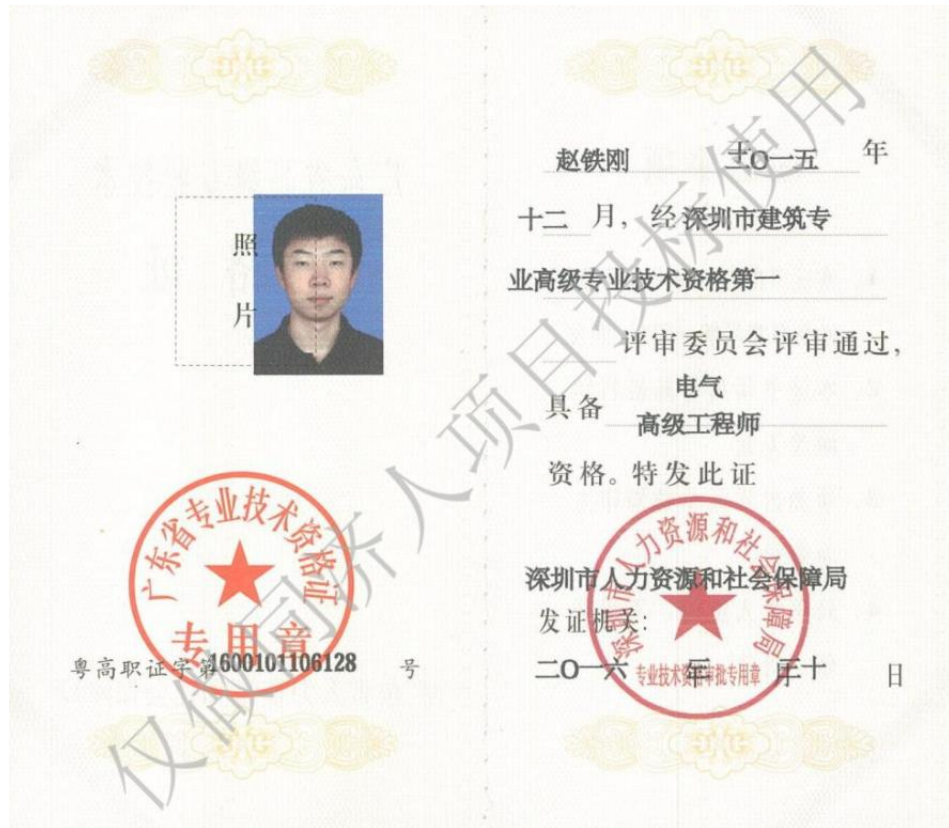 照
片
广东省专业技术资格证
专用章
粤高职证字第1600101106128 号
赵铁刚 二〇一五 年
十二 月，经深圳市建筑专
业高级专业技术资格第一
评审委员会评审通过，
具备 电气
高级工程师
资格。特发此证
深圳市人力资源和社会保障局
发证机关：
二〇一六 年 三 月 十 日
深圳市人力资源和社会保障局
专业技术资格审批专用章
仅做同济人项目投标使用